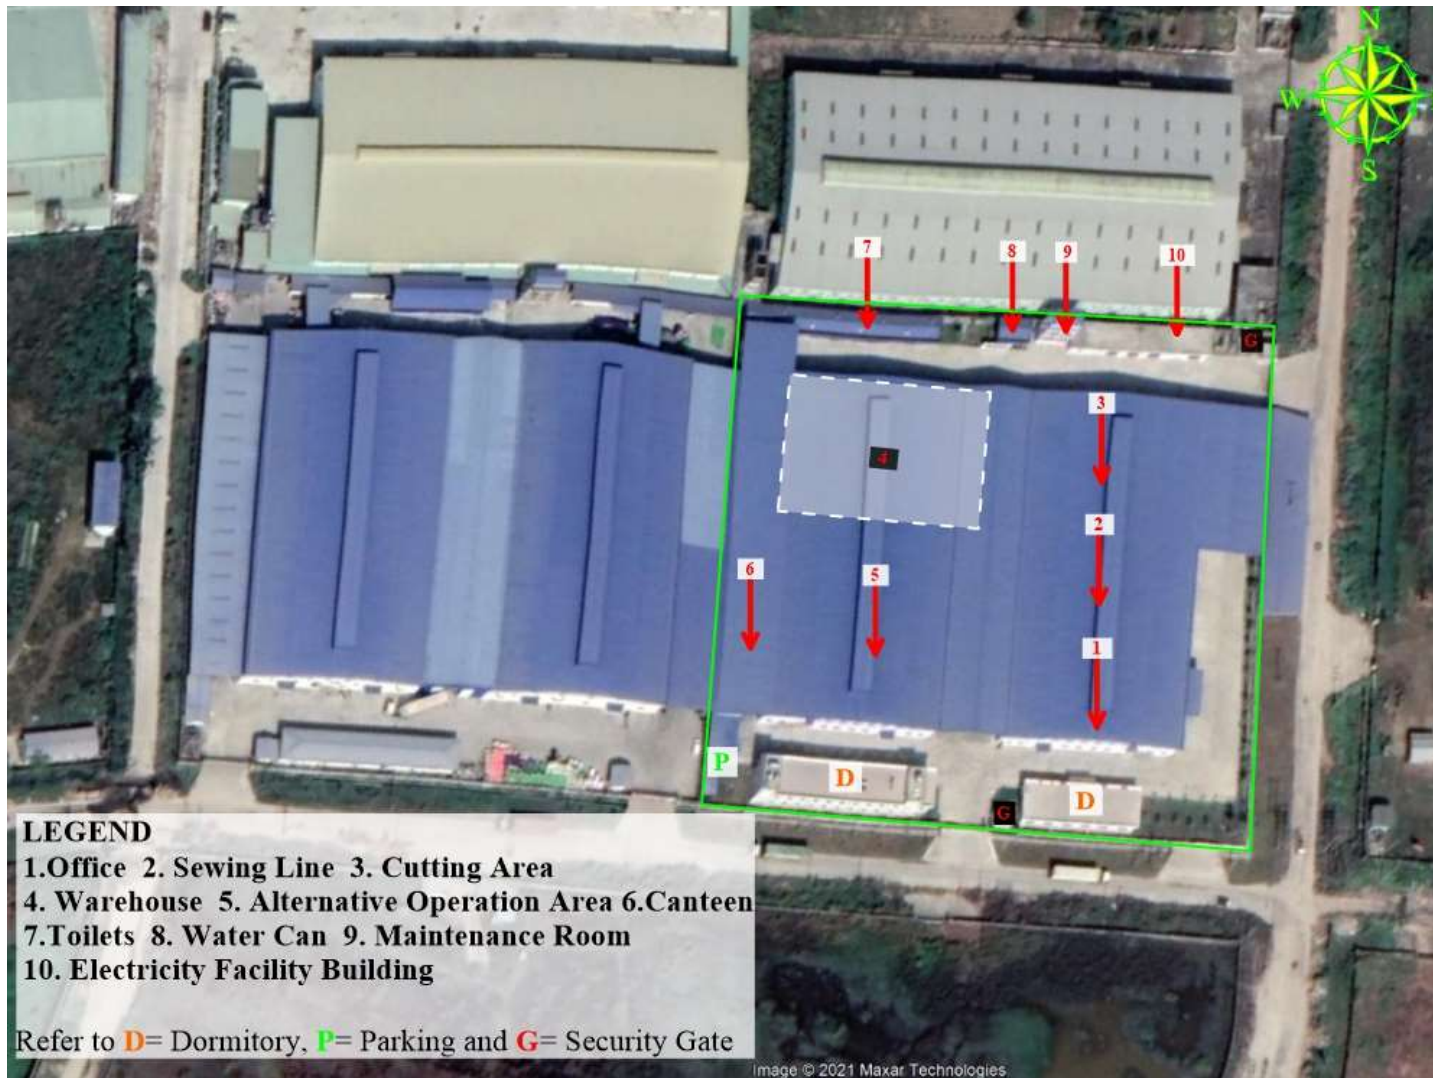 N
W
S
7
8
9
10
G
3
4
2
6
5
1
P
D
D
G
LEGEND
1.Office 2. Sewing Line 3. Cutting Area
4. Warehouse 5. Alternative Operation Area 6.Canteen
7.Toilets 8. Water Can 9. Maintenance Room
10. Electricity Facility Building
Refer to D= Dormitory, P= Parking and G= Security Gate
Image © 2021 Maxar Technologies